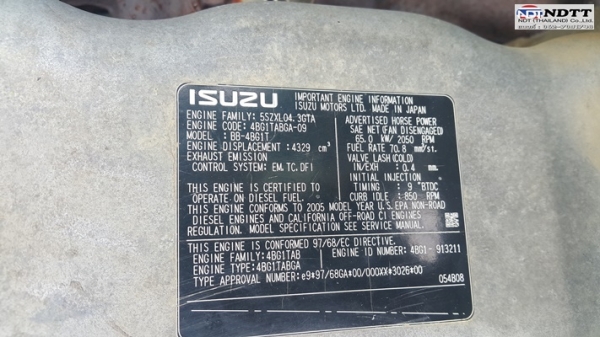 NDT NDTT
NDT (THAILAND) Co.,Ltd.
ISUZU
IMPORTANT ENGINE INFORMATION
ISUZU MOTORS LTD. MADE IN JAPAN
ENGINE FAMILY: 5SZXL04.3GTA
ENGINE CODE: 4BG1TABGA-09
MODEL: BB-4BG1T
ENGINE DISPLACEMENT: 4329 cm³
EXHAUST EMISSION
CONTROL SYSTEM: EM,TC,DFI
ADVERTISED HORSE POWER
SAE NET(FAN DISENGAGED)
65.0 kW/ 2050 RPM
FUEL RATE 70.8 mm³/st.
VALVE LASH(COLD)
IN/EXH : 0.4 mm
INITIAL INJECTION
TIMING : 9 °BTDC
CURB IDLE : 850 RPM
THIS ENGINE IS CERTIFIED TO
OPERATE ON DIESEL FUEL.
THIS ENGINE CONFORMS TO 2005 MODEL YEAR U.S.EPA NON-ROAD
DIESEL ENGINES AND CALIFORNIA OFF-ROAD CI ENGINES
REGULATION. MODEL SPECIFICATION SEE SERVICE MANUAL.
THIS ENGINE IS CONFORMED 97/68/EC DIRECTIVE.
ENGINE FAMILY: 4BG1TAB
ENGINE NUMBER: 4BG1- 913211
ENGINE TYPE: 4BG1TABGA
TYPE APPROVAL NUMBER: e9*97/68GA*00/000XX*3026*00
054B08